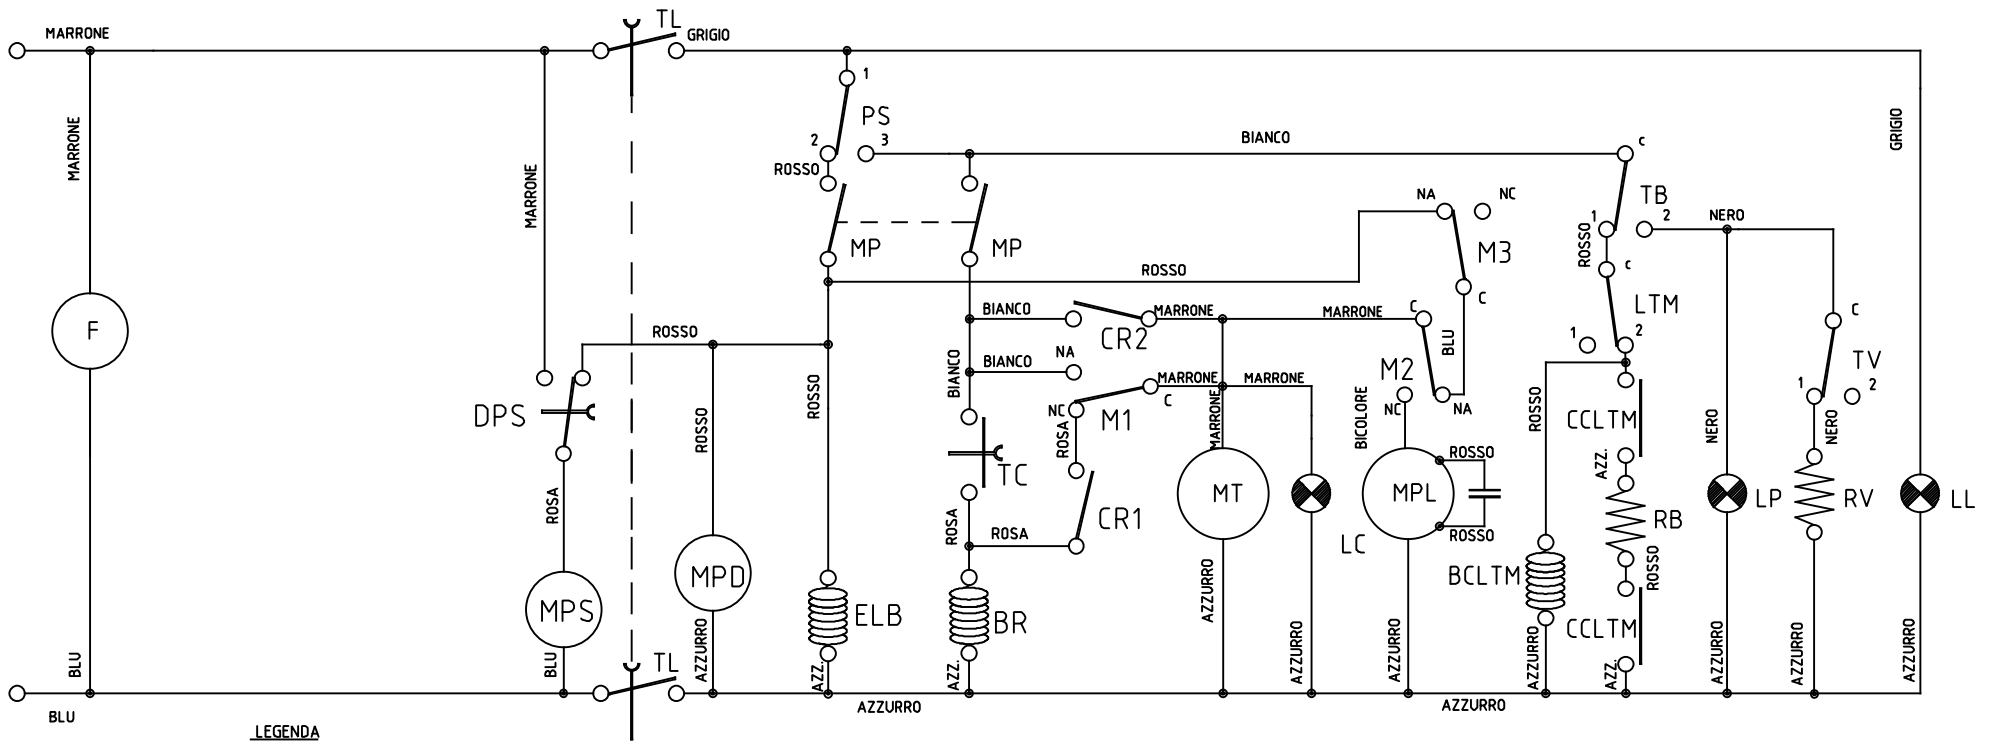 MARRONE
TL
GRIGIO
1
PS
2
3
ROSSO
BIANCO
C
MARRONE
MARRONE
GRIGIO
NA
NC
TB
1
2
NERO
ROSSO
MP
MP
M3
ROSSO
C
C
LTM
F
BIANCO
MARRONE
MARRONE
C
C
ROSSO
CR2
BLU
1
2
TV
NA
BIANCO
BIANCO
M2
MARRONE
MARRONE
1
2
DPS
ROSSO
ROSSO
NC
M1
C
MARRONE
BICOLORE
NC
NA
ROSSO
CCLTM
NERO
NERO
ROSA
ROSSO
AZZ.
TC
ROSA
MT
MPL
LP
RV
LL
ROSA
CR1
RB
ROSA
ROSSO
LC
MPD
BCLTM
ROSSO
MPS
ELB
BR
AZZURRO
CCLTM
BLU
BLU
TL
AZZURRO
AZZ.
AZZ.
AZZURRO
AZZURRO
AZZURRO
AZZ.
AZZURRO
AZZURRO
AZZURRO
BLU
AZZURRO
AZZURRO
LEGENDA